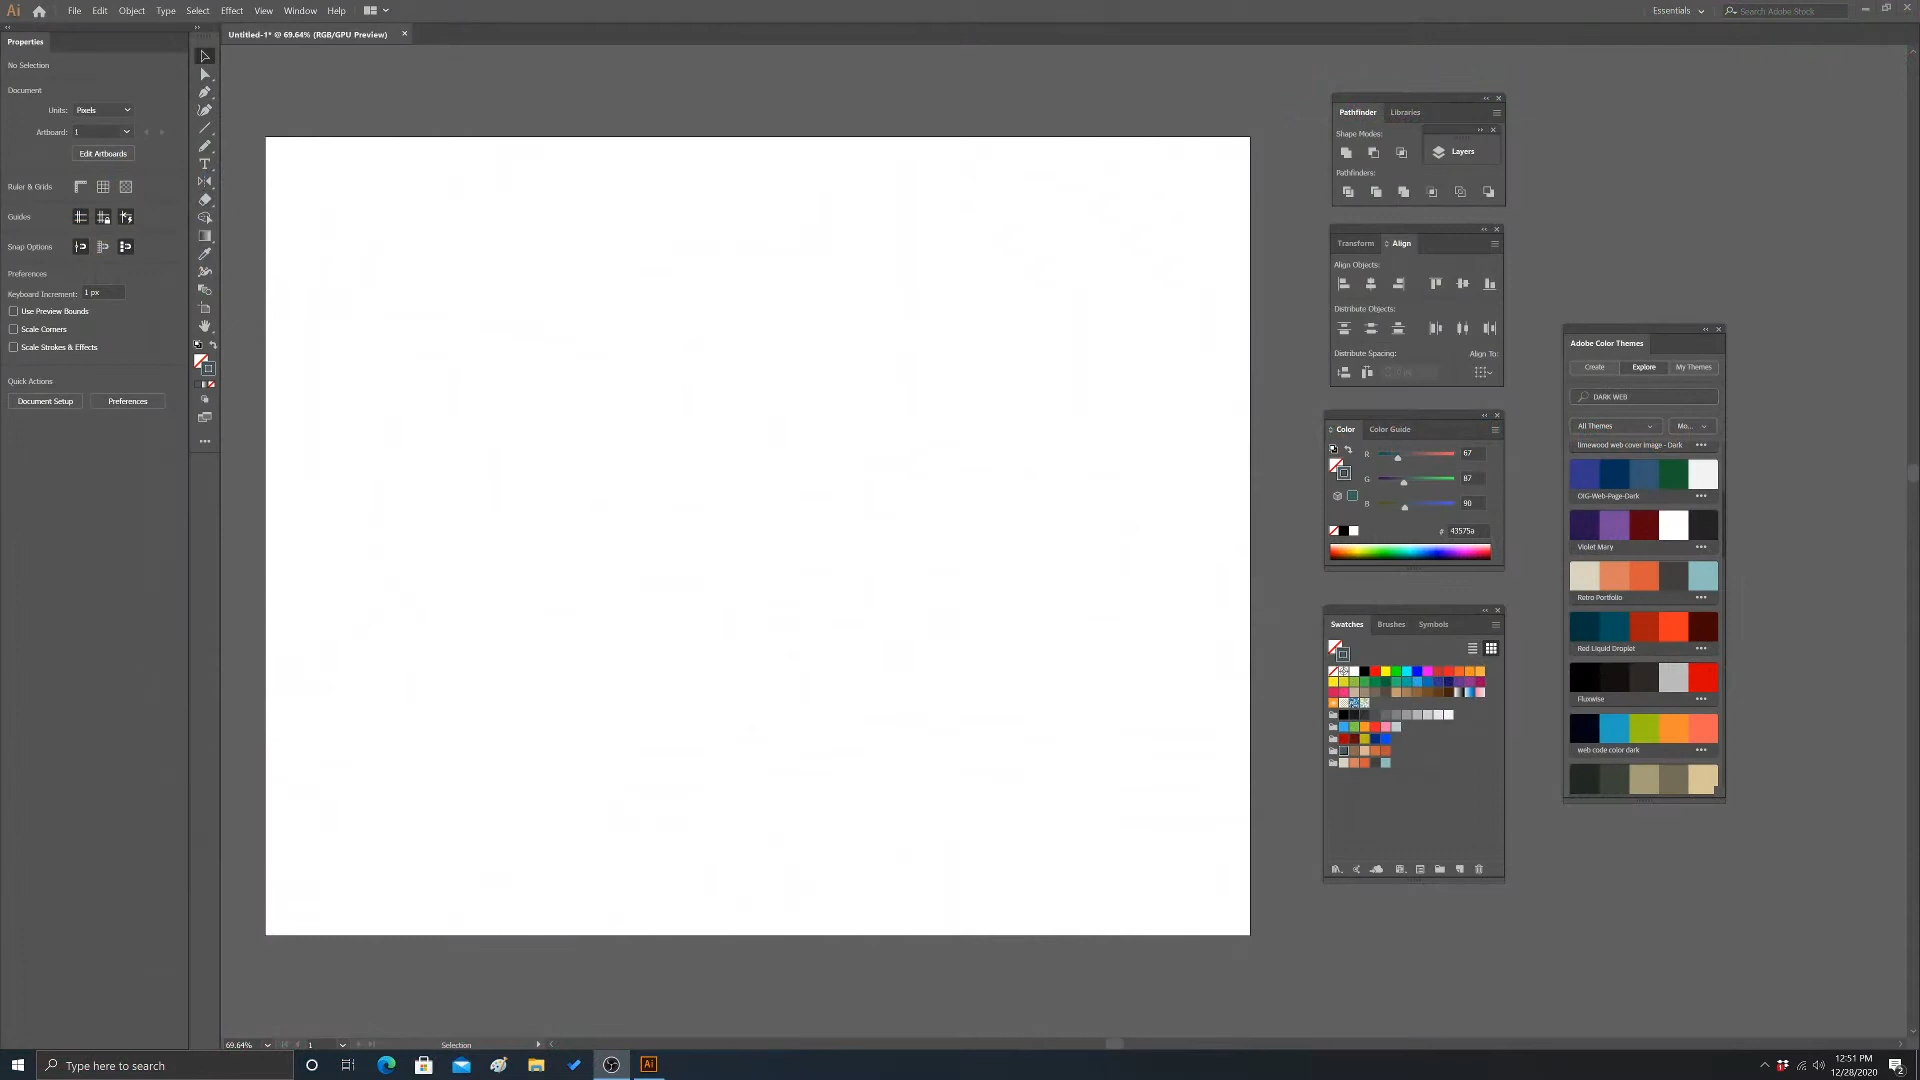 Ai File Edit Object Type Select Effect View Window Help
Essentials
Search Adobe Stock
Untitled-1* @ 69.64% (RGB/GPU Preview)
Properties
No Selection
Document
Units: Pixels
Artboard: 1
Edit Artboards
Ruler & Grids
Guides
Snap Options
Preferences
Keyboard Increment: 1 px
Use Preview Bounds
Scale Corners
Scale Strokes & Effects
Quick Actions
Document Setup
Preferences
Pathfinder Libraries
Shape Modes:
Layers
Pathfinders:
Transform Align
Align Objects:
Distribute Objects:
Distribute Spacing: Align To:
0 px
Color Color Guide
R 67
G 87
B 90
# 43575a
Swatches Brushes Symbols
Adobe Color Themes
Create Explore My Themes
DARK WEB
All Themes Mo...
limewood web cover image - Dark
OIG-Web-Page-Dark
Violet Mary
Retro Portfolio
Red Liquid Droplet
Fluxwise
web code color dark
69.64% 1 Selection
Type here to search
Ai
12:51 PM
12/28/2020
2